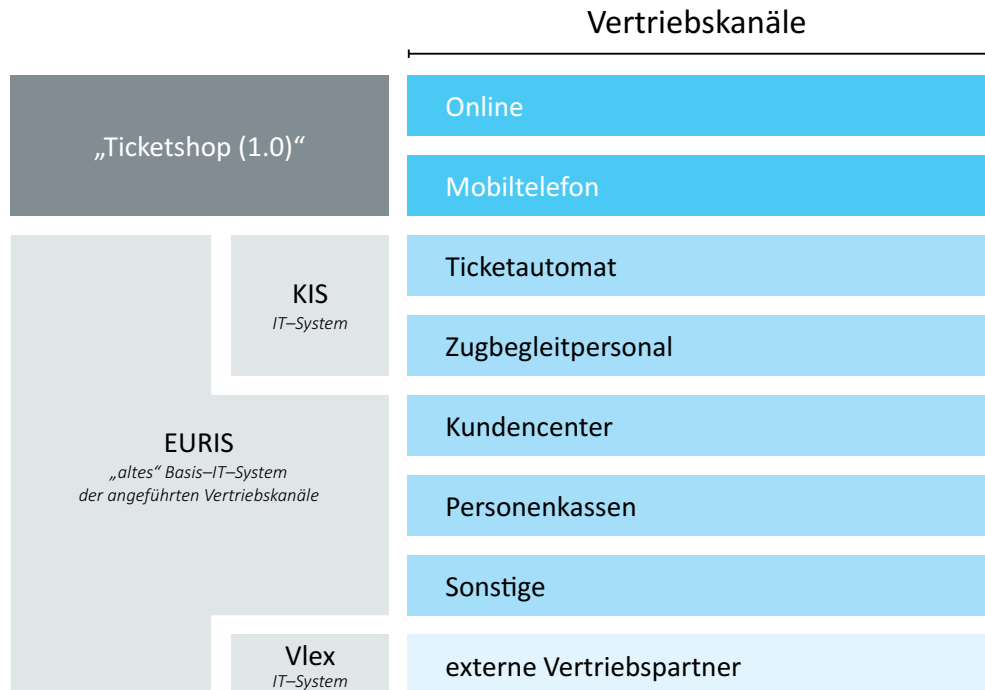 Vertriebskanäle
„Ticketshop (1.0)“
Online
Mobiltelefon
KIS
IT–System
Ticketautomat
Zugbegleitpersonal
EURIS
„altes“ Basis–IT–System
der angeführten Vertriebskanäle
Kundencenter
Personenkassen
Sonstige
Vlex
IT–System
externe Vertriebspartner